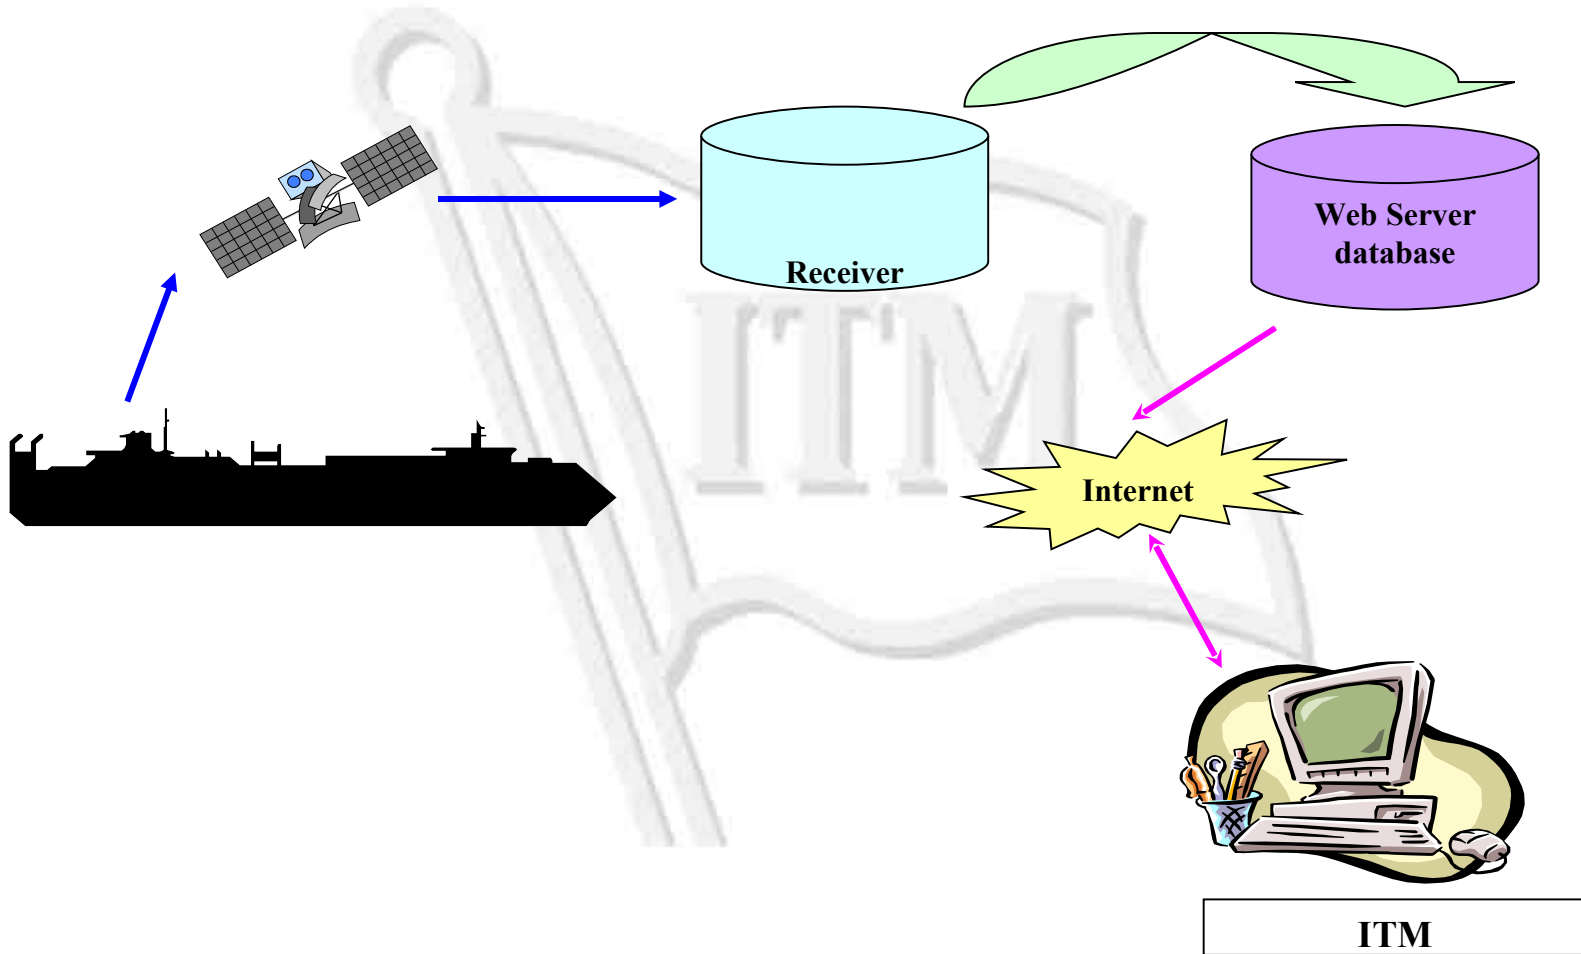 Receiver
Web Server
database
ITM
Internet
ITM